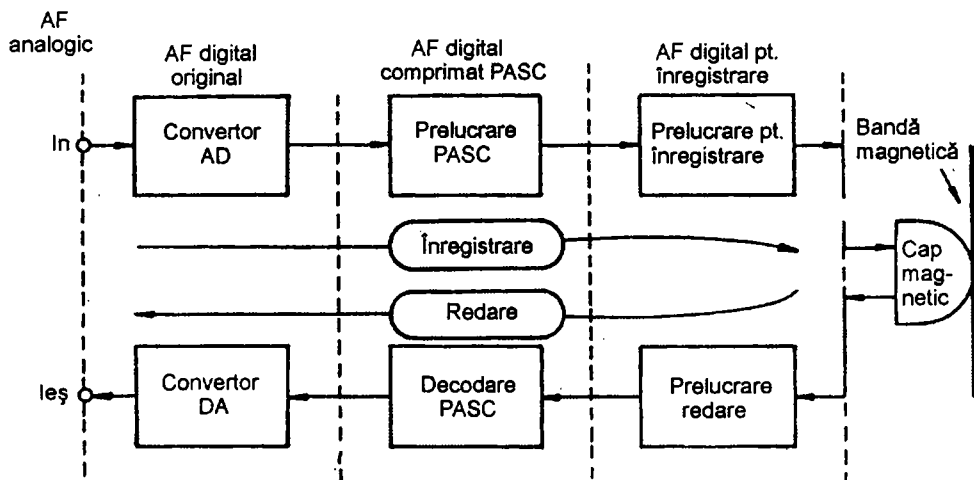 AF
analogic
AF digital
original
AF digital
comprimat PASC
AF digital pt.
înregistrare
In
Convertor
AD
Prelucrare
PASC
Prelucrare pt.
înregistrare
Bandă
magnetică
Înregistrare
Cap
mag-
netic
Redare
Ieş
Convertor
DA
Decodare
PASC
Prelucrare
redare